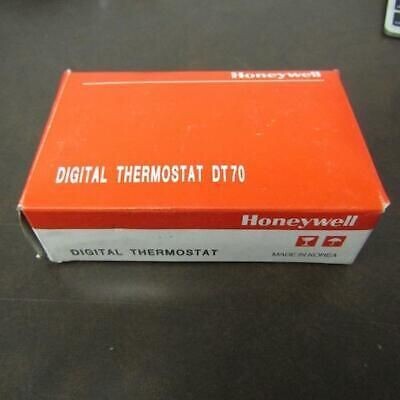 Honeywell
DIGITAL THERMOSTAT DT70
Honeywell
DIGITAL THERMOSTAT
MADE IN KOREA